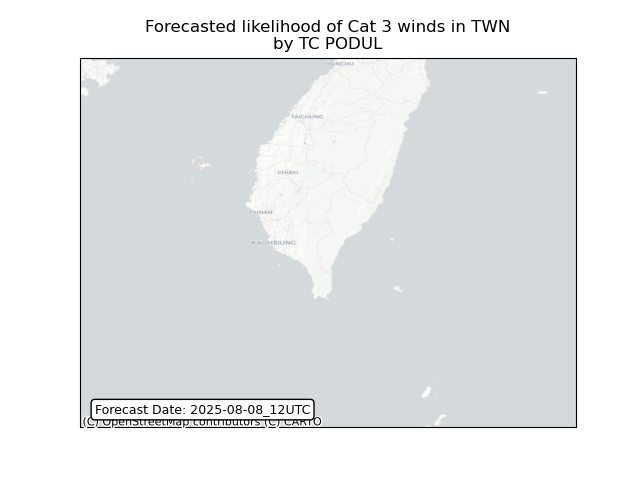 Forecasted likelihood of Cat 3 winds in TWN
by TC PODUL
HSINCHU
TAICHUNG
CHIAYI
TAINAN
KAOHSIUNG
Forecast Date: 2025-08-08_12UTC
(C) OpenStreetMap contributors (C) CARTO